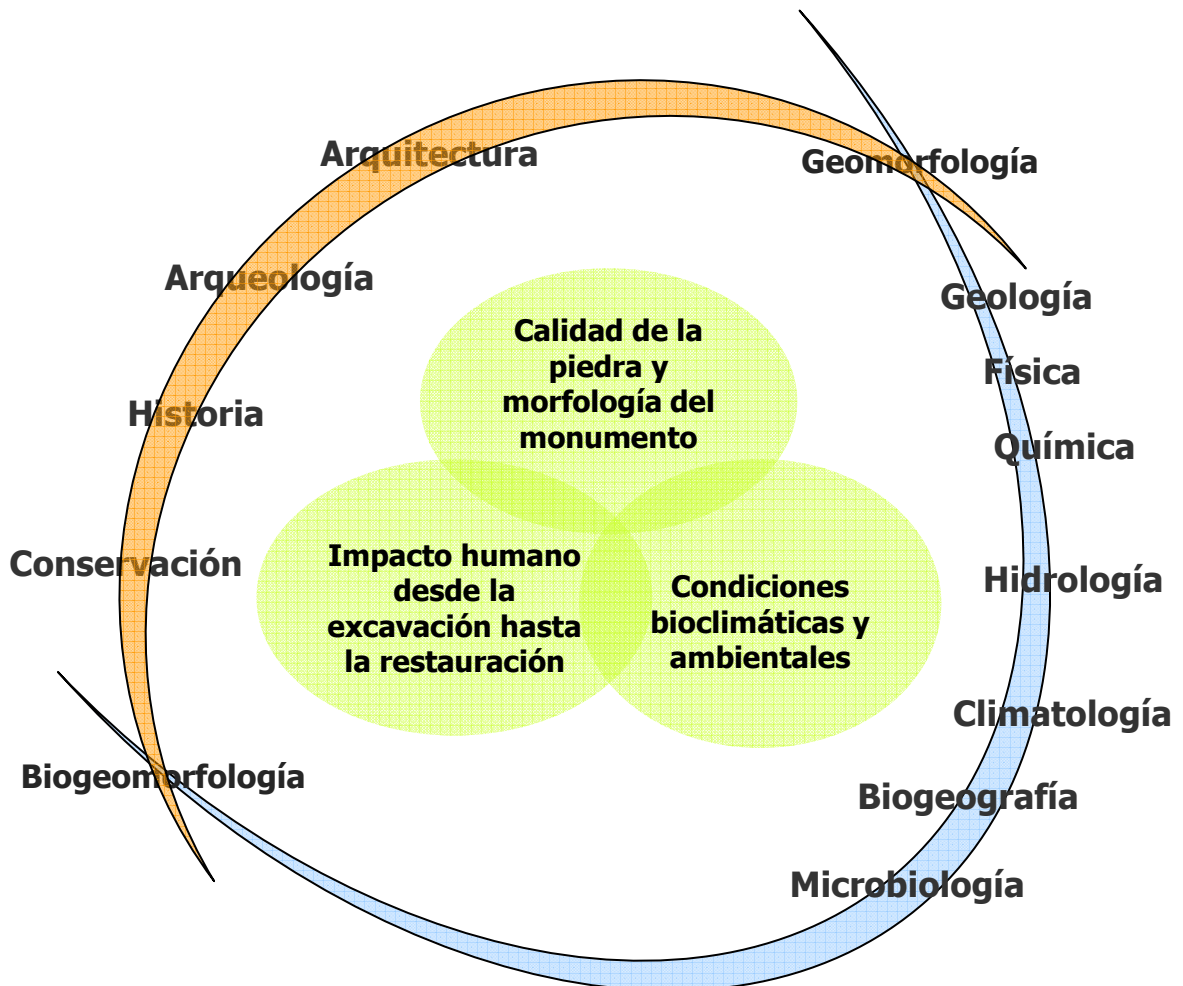 Arquitectura
Geomorfología
Arqueología
Geología
Calidad de la
piedra y
morfología del
monumento
Física
Historia
Química
Conservación
Impacto humano
desde la
excavación hasta
la restauración
Condiciones
bioclimáticas y
ambientales
Hidrología
Climatología
Biogeomorfología
Biogeografía
Microbiología